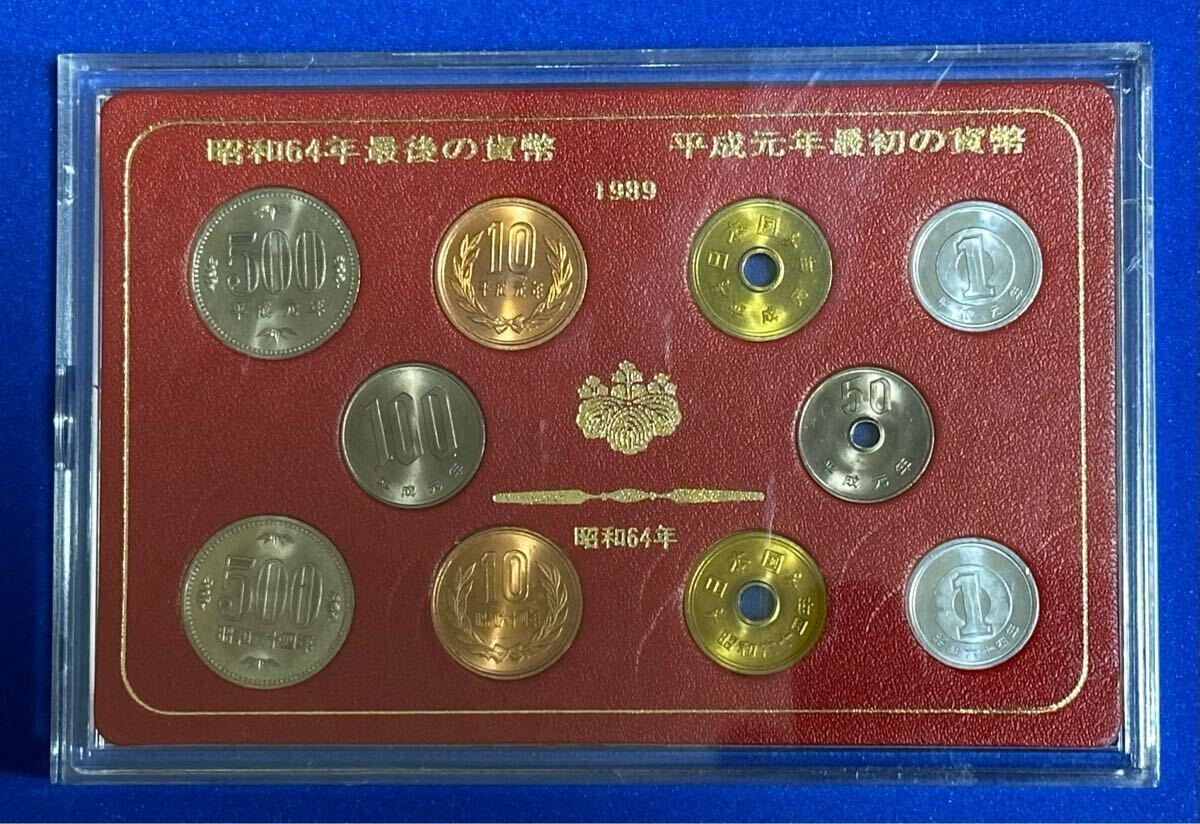 昭和64年最後の貨幣
平成元年最初の貨幣
1989
500
平成元年
10
平成元年
日本国
五円
平成元年
1
平成元年
100
平成元年
50
平成元年
昭和64年
500
昭和六十四年
10
昭和六十四年
日本国
昭和六十四年
1
昭和六十四年